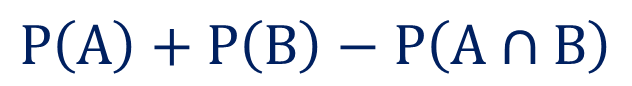 P(A) + P(B) − P(A ∩ B)